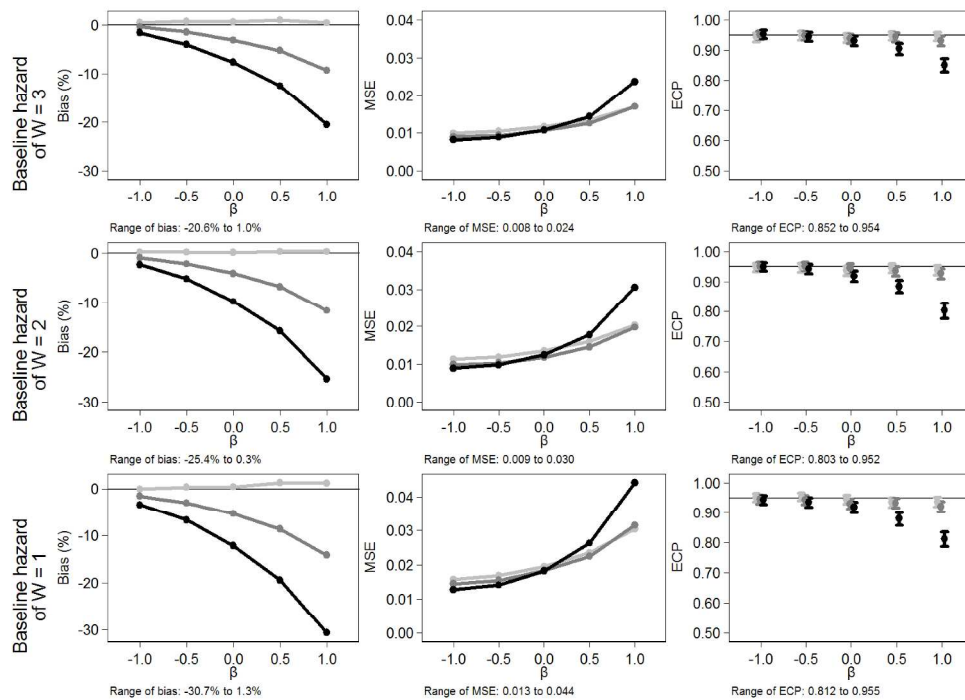 Baseline hazard
of W = 3
Bias (%)
0
-10
-20
-30
-1.0 -0.5 0.0 0.5 1.0
β
Range of bias: -20.6% to 1.0%
MSE
0.04
0.03
0.02
0.01
0.00
-1.0 -0.5 0.0 0.5 1.0
β
Range of MSE: 0.008 to 0.024
ECP
1.00
0.90
0.80
0.70
0.60
0.50
-1.0 -0.5 0.0 0.5 1.0
β
Range of ECP: 0.852 to 0.954
Baseline hazard
of W = 2
Bias (%)
0
-10
-20
-30
-1.0 -0.5 0.0 0.5 1.0
β
Range of bias: -25.4% to 0.3%
MSE
0.04
0.03
0.02
0.01
0.00
-1.0 -0.5 0.0 0.5 1.0
β
Range of MSE: 0.009 to 0.030
ECP
1.00
0.90
0.80
0.70
0.60
0.50
-1.0 -0.5 0.0 0.5 1.0
β
Range of ECP: 0.803 to 0.952
Baseline hazard
of W = 1
Bias (%)
0
-10
-20
-30
-1.0 -0.5 0.0 0.5 1.0
β
Range of bias: -30.7% to 1.3%
MSE
0.04
0.03
0.02
0.01
0.00
-1.0 -0.5 0.0 0.5 1.0
β
Range of MSE: 0.013 to 0.044
ECP
1.00
0.90
0.80
0.70
0.60
0.50
-1.0 -0.5 0.0 0.5 1.0
β
Range of ECP: 0.812 to 0.955